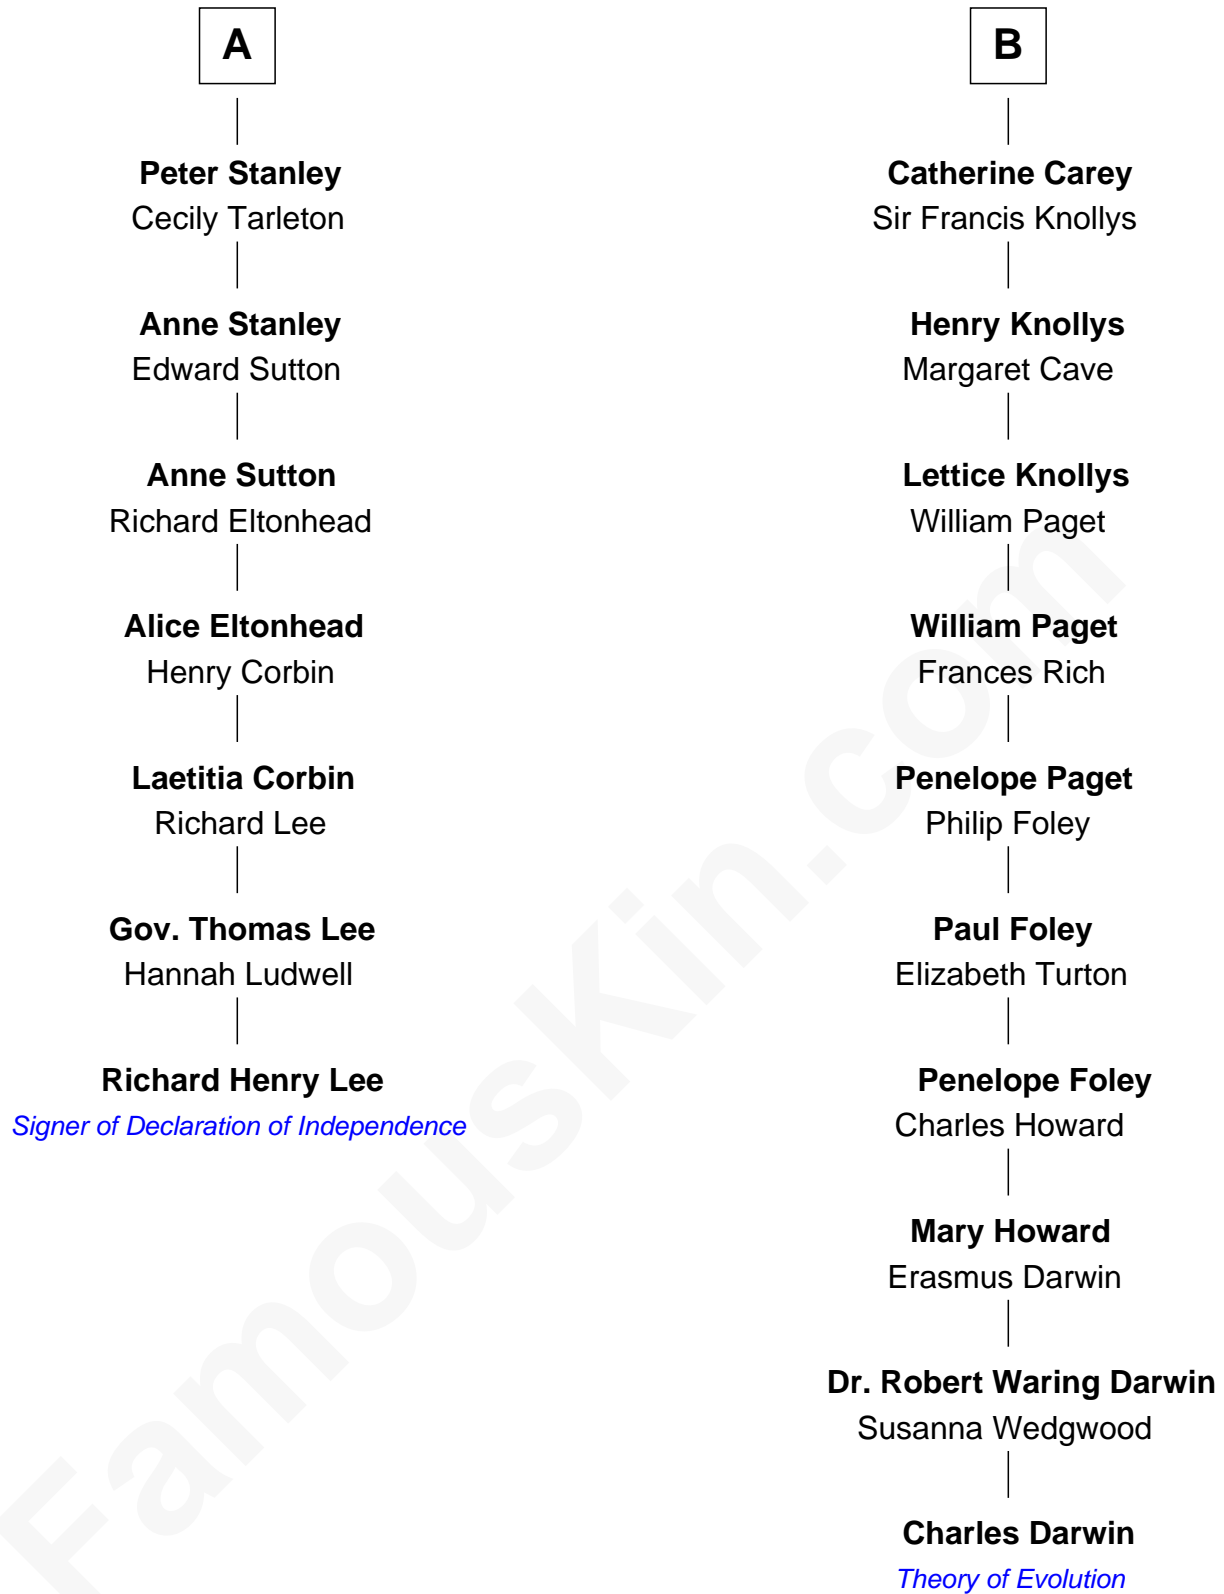 A
Peter Stanley
Cecily Tarleton
Anne Stanley
Edward Sutton
Anne Sutton
Richard Eltonhead
Alice Eltonhead
Henry Corbin
Laetitia Corbin
Richard Lee
Gov. Thomas Lee
Hannah Ludwell
Richard Henry Lee
Signer of Declaration of Independence
B
Catherine Carey
Sir Francis Knollys
Henry Knollys
Margaret Cave
Lettice Knollys
William Paget
William Paget
Frances Rich
Penelope Paget
Philip Foley
Paul Foley
Elizabeth Turton
Penelope Foley
Charles Howard
Mary Howard
Erasmus Darwin
Dr. Robert Waring Darwin
Susanna Wedgwood
Charles Darwin
Theory of Evolution
FamousKin.com